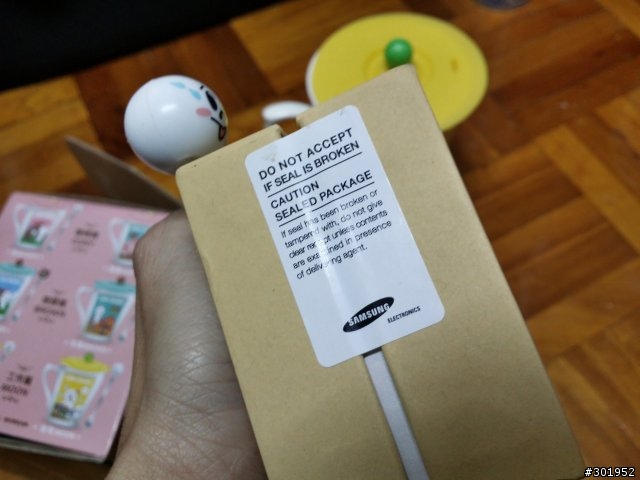 DO NOT ACCEPT
IF SEAL IS BROKEN
CAUTION
SEALED PACKAGE
If seal has been broken or
tampered with, do not give
clear receipt unless contents
are examined in presence
of delivering agent.
SAMSUNG
ELECTRONICS
#301952